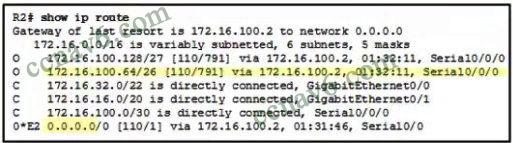 R2# show ip route
Gateway of last resort is 172.16.100.2 to network 0.0.0.0
172.16.0.0/16 is variably subnetted, 6 subnets, 5 masks
O 172.16.100.128/27 [110/791] via 172.16.100.2, 01:33:11, Serial0/0/0
O 172.16.100.64/26 [110/791] via 172.16.100.2, 01:33:11, Serial0/0/0
C 172.16.32.0/22 is directly connected, GigabitEthernet0/0
C 172.16.16.0/20 is directly connected, GigabitEthernet0/1
C 172.16.100.0/30 is directly connected, Serial0/0/0
O*E2 0.0.0.0/0 [110/1] via 172.16.100.2, 01:31:46, Serial0/0/0
ccnav6.com
ccnav6.com